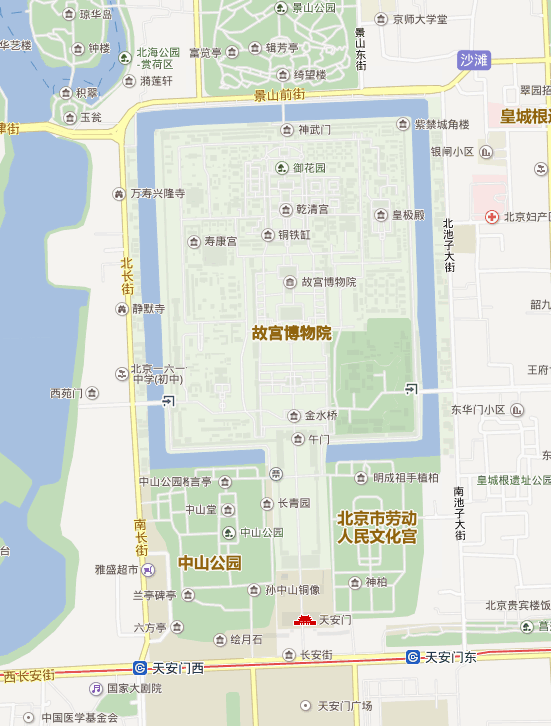 琼华岛
景山公园
京师大学堂
华艺楼
钟楼
北海公园
-赏荷区
富览亭
辑芳亭
景山东街
沙滩
漪莲轩
绮望楼
积翠
景山前街
翠园招
玉瓮
神武门
紫禁城角楼
皇城根遗
津街
御花园
银闸小区
万寿兴隆寺
乾清宫
皇极殿
北京妇产医
寿康宫
铜铁缸
北池子大街
北长街
故宫博物院
静默寺
韶九
故宫博物院
北京一六一
中学(初中)
王府
西苑门
金水桥
东华门小区
午门
东
中山公园格言亭
明成祖手植柏
皇城根遗址公园
中山堂
长青园
南池子大街
北京市劳动
人民文化宫
南长街
中山公园
台
中山公园
雅盛超市
神柏
兰亭碑亭
孙中山铜像
北京贵宾楼饭
六方亭
天安门
菖
绘月石
长安街
天安门西
天安门东
西长安街
国家大剧院
天安门广场
中国医学基金会